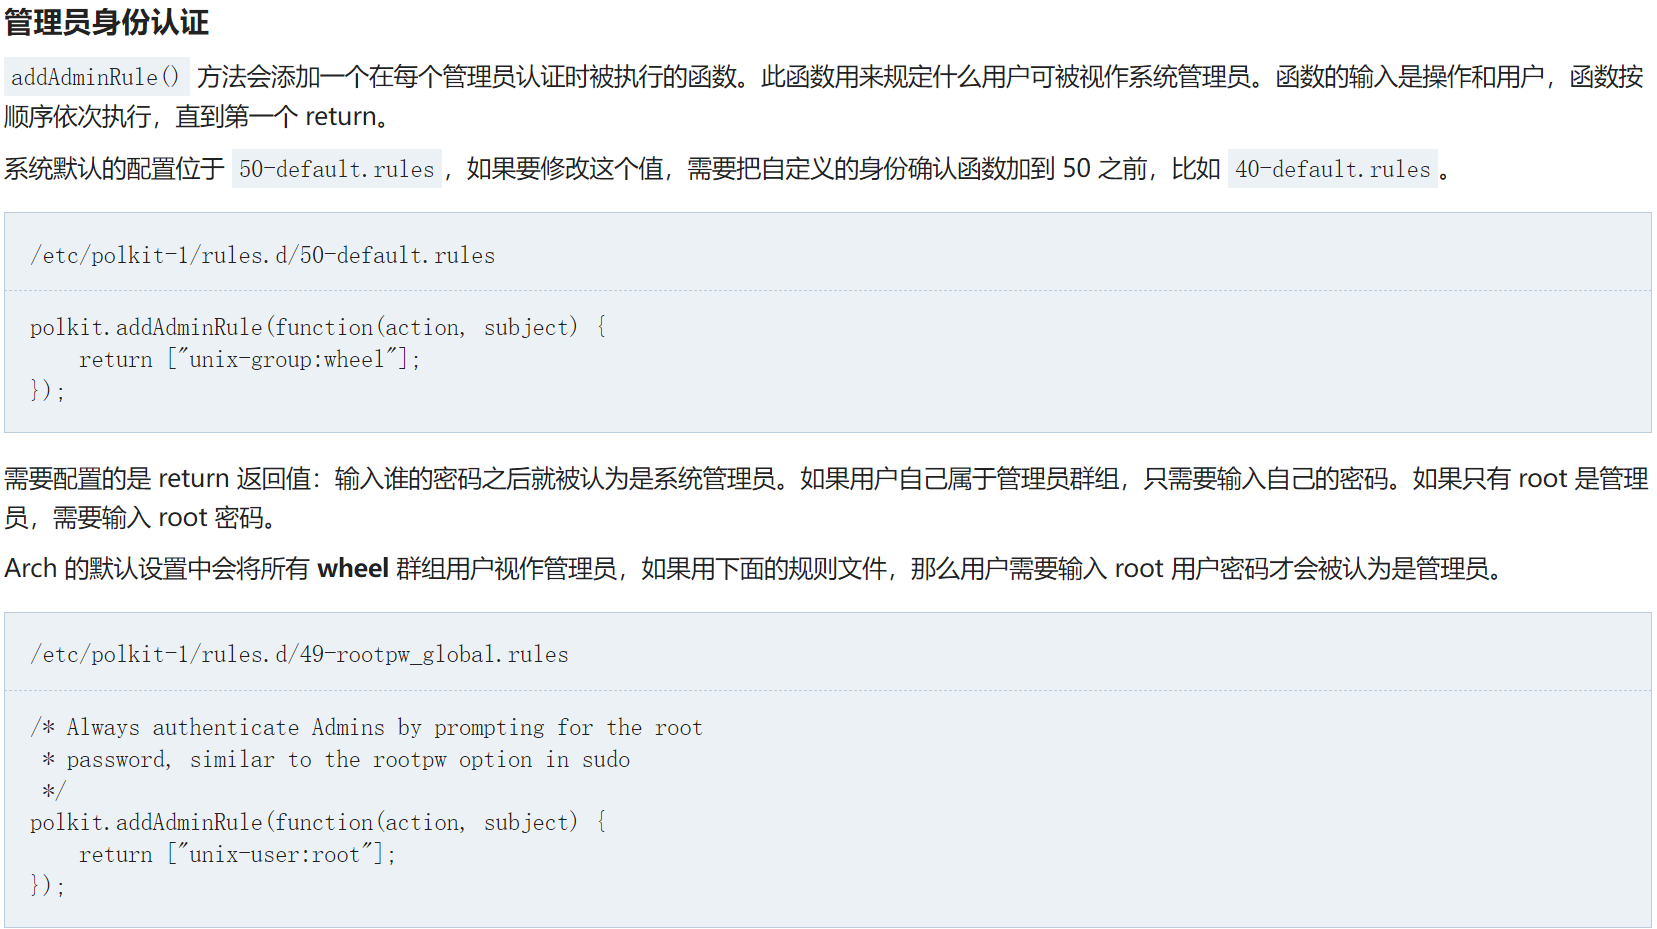 管理员身份认证
addAdminRule() 方法会添加一个在每个管理员认证时被执行的函数。此函数用来规定什么用户可被视作系统管理员。函数的输入是操作和用户，函数按
顺序依次执行，直到第一个 return。
系统默认的配置位于 50-default.rules，如果要修改这个值，需要把自定义的身份确认函数加到 50 之前，比如 40-default.rules。
/etc/polkit-1/rules.d/50-default.rules
polkit.addAdminRule(function(action, subject) {
    return ["unix-group:wheel"];
});
需要配置的是 return 返回值：输入谁的密码之后就被认为是系统管理员。如果用户自己属于管理员群组，只需要输入自己的密码。如果只有 root 是管理
员，需要输入 root 密码。
Arch 的默认设置中会将所有 wheel 群组用户视作管理员，如果用下面的规则文件，那么用户需要输入 root 用户密码才会被认为是管理员。
/etc/polkit-1/rules.d/49-rootpw_global.rules
/* Always authenticate Admins by prompting for the root
 * password, similar to the rootpw option in sudo
 */
polkit.addAdminRule(function(action, subject) {
    return ["unix-user:root"];
});